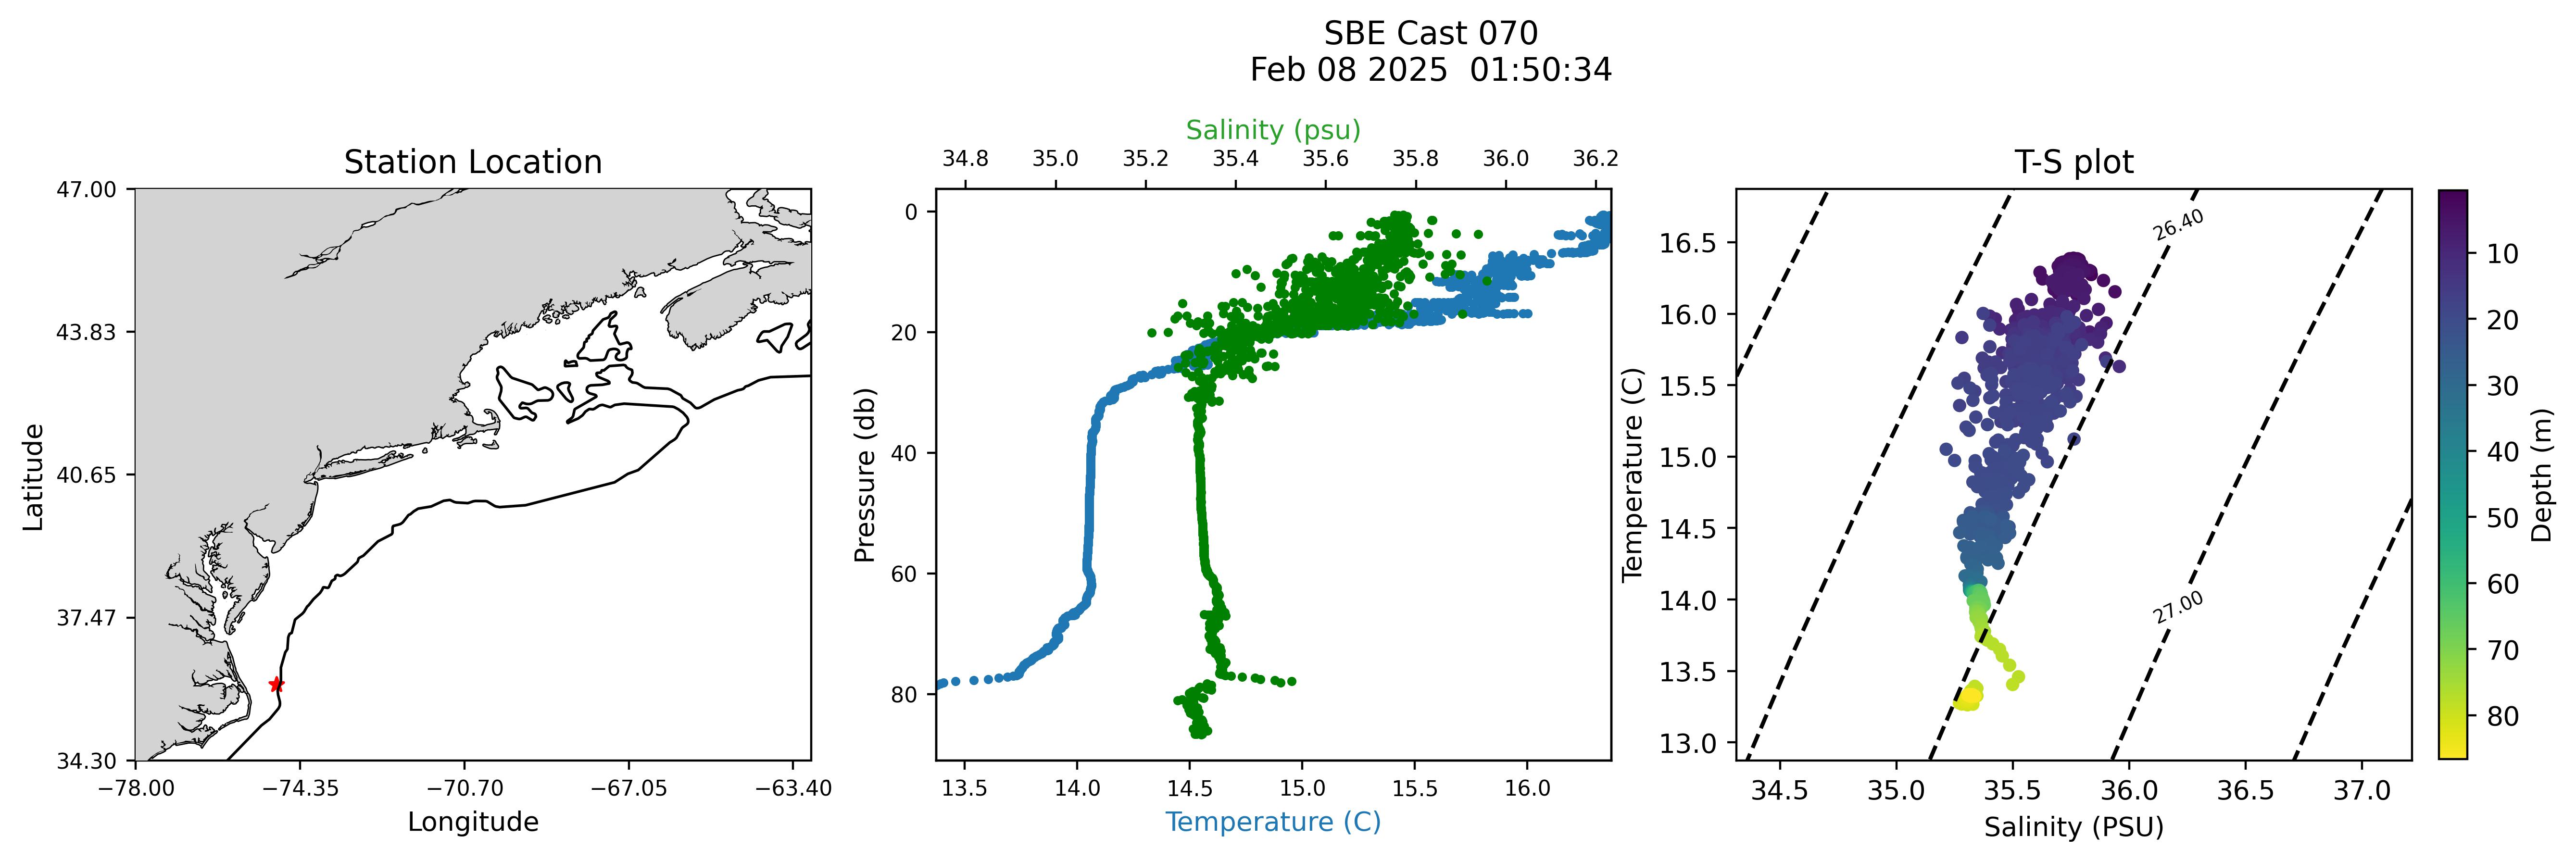 SBE Cast 070
Feb 08 2025  01:50:34
Station Location
47.00
43.83
40.65
37.47
34.30
Latitude
−78.00 −74.35 −70.70 −67.05 −63.40
Longitude
Salinity (psu)
34.8 35.0 35.2 35.4 35.6 35.8 36.0 36.2
0
20
40
60
80
Pressure (db)
13.5 14.0 14.5 15.0 15.5 16.0
Temperature (C)
T-S plot
16.5
16.0
15.5
15.0
14.5
14.0
13.5
13.0
Temperature (C)
26.40
27.00
34.5 35.0 35.5 36.0 36.5 37.0
Salinity (PSU)
10
20
30
40
50
60
70
80
Depth (m)